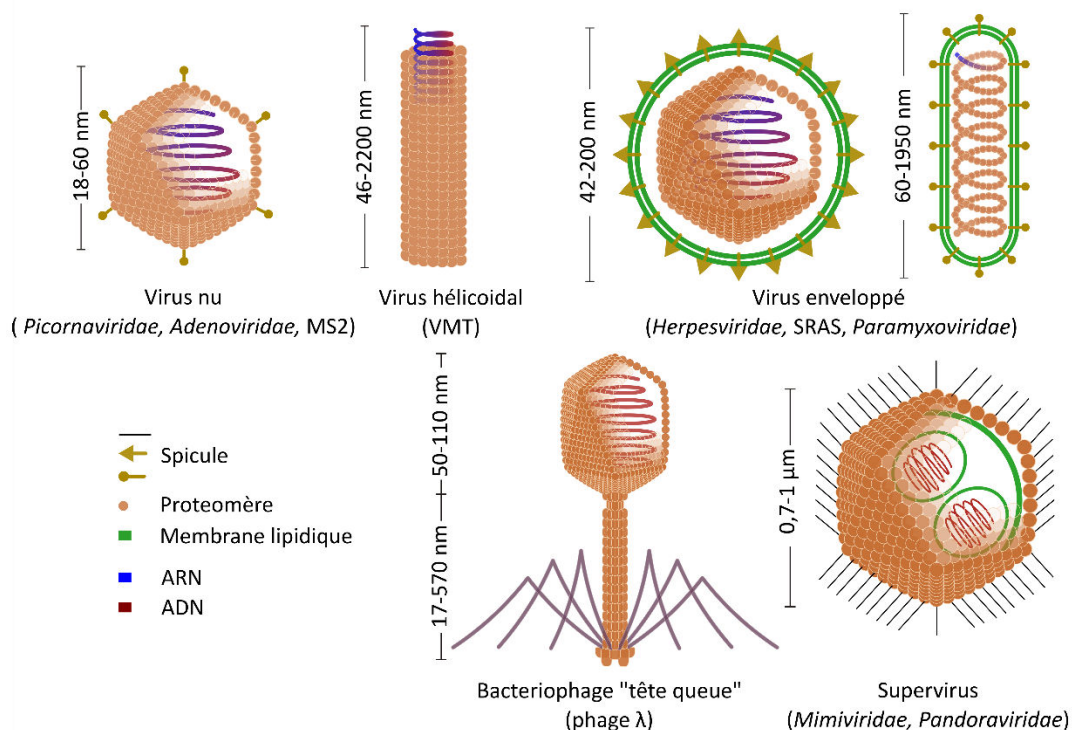 18-60 nm
46-2200 nm
42-200 nm
60-1950 nm
Virus nu
( Picornaviridae, Adenoviridae, MS2)
Virus hélicoidal
(VMT)
Virus enveloppé
(Herpesviridae, SRAS, Paramyxoviridae)
Spicule
Proteomère
Membrane lipidique
ARN
ADN
50-110 nm
17-570 nm
0,7-1 µm
Bacteriophage "tête queue"
(phage λ)
Supervirus
(Mimiviridae, Pandoraviridae)